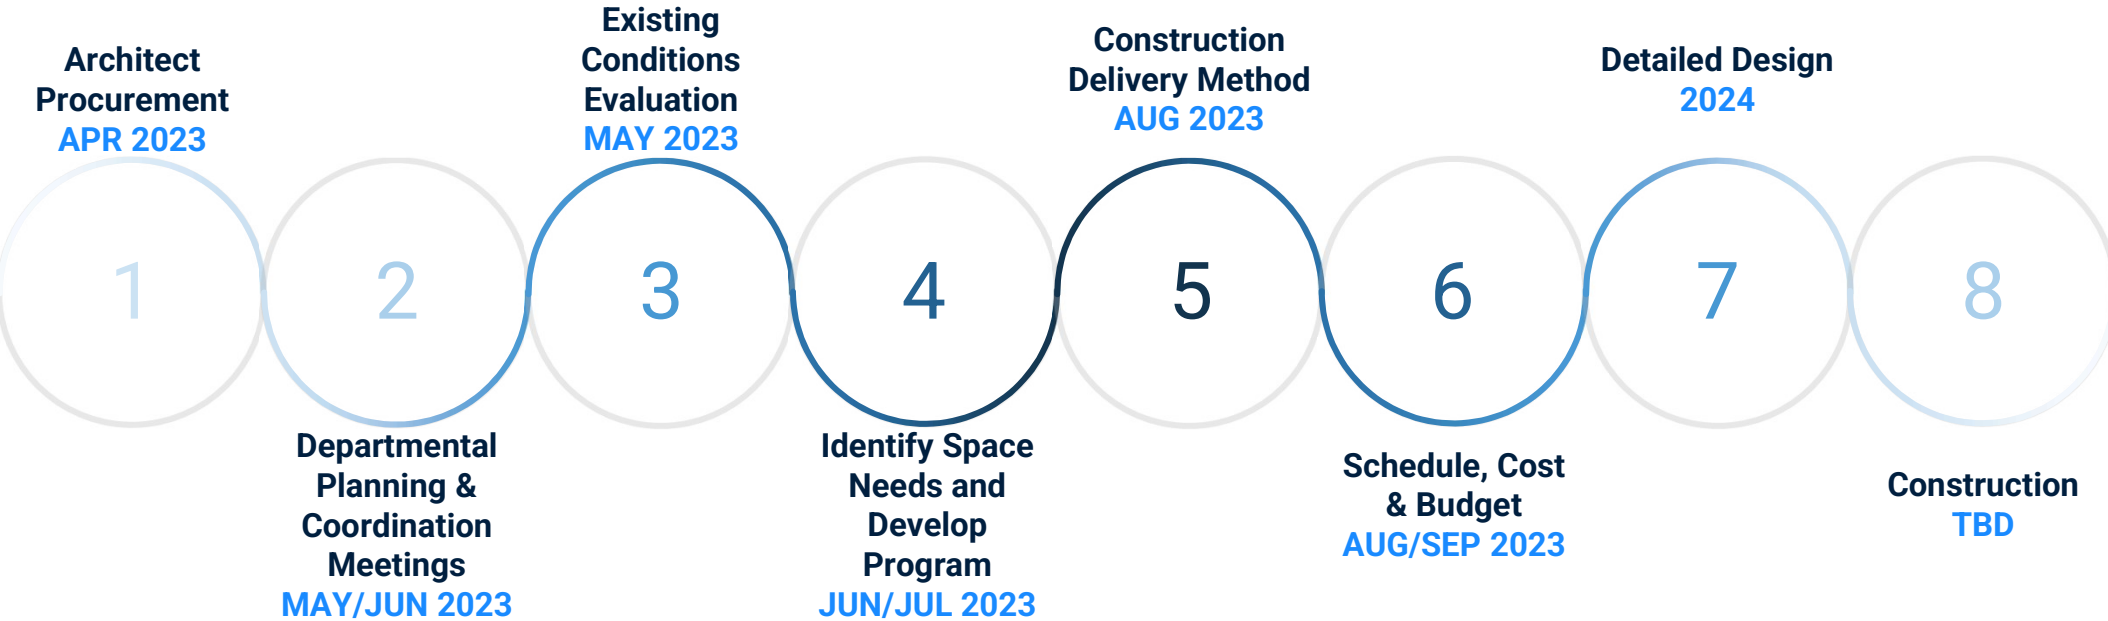 Architect
Procurement
APR 2023
1
Departmental
Planning &
Coordination
Meetings
MAY/JUN 2023
2
Existing
Conditions
Evaluation
MAY 2023
3
Identify Space
Needs and
Develop
Program
JUN/JUL 2023
4
Construction
Delivery Method
AUG 2023
5
Schedule, Cost
& Budget
AUG/SEP 2023
6
Detailed Design
2024
7
Construction
TBD
8